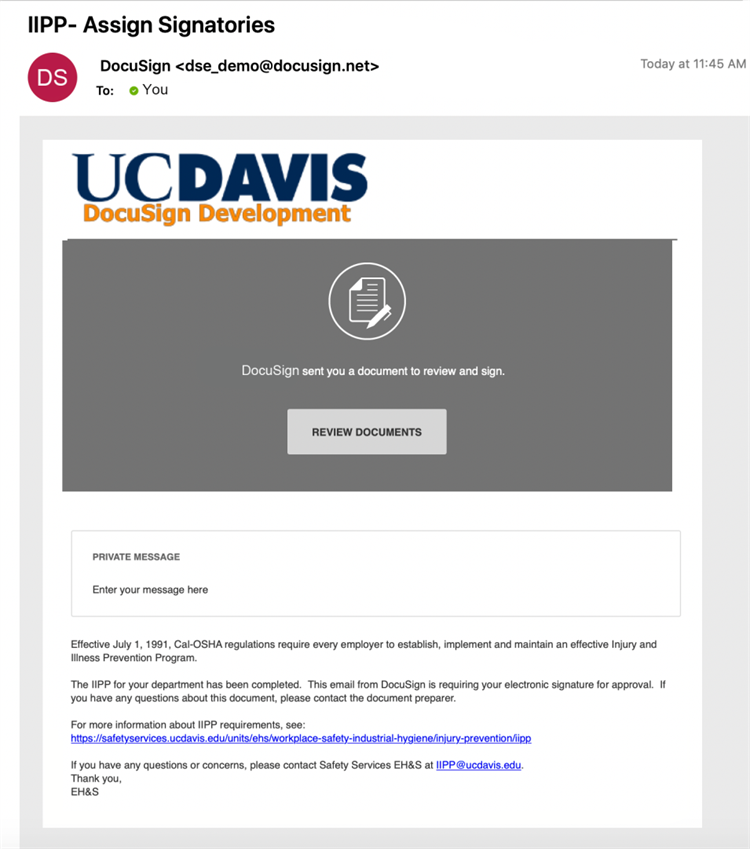 IIPP- Assign Signatories
DS
DocuSign <dse_demo@docusign.net>
Today at 11:45 AM
To: You
UCDAVIS
DocuSign Development
DocuSign sent you a document to review and sign.
REVIEW DOCUMENTS
PRIVATE MESSAGE
Enter your message here
Effective July 1, 1991, Cal-OSHA regulations require every employer to establish, implement and maintain an effective Injury and
Illness Prevention Program.
The IIPP for your department has been completed.  This email from DocuSign is requiring your electronic signature for approval.  If
you have any questions about this document, please contact the document preparer.
For more information about IIPP requirements, see:
https://safetyservices.ucdavis.edu/units/ehs/workplace-safety-industrial-hygiene/injury-prevention/iipp
If you have any questions or concerns, please contact Safety Services EH&S at IIPP@ucdavis.edu.
Thank you,
EH&S